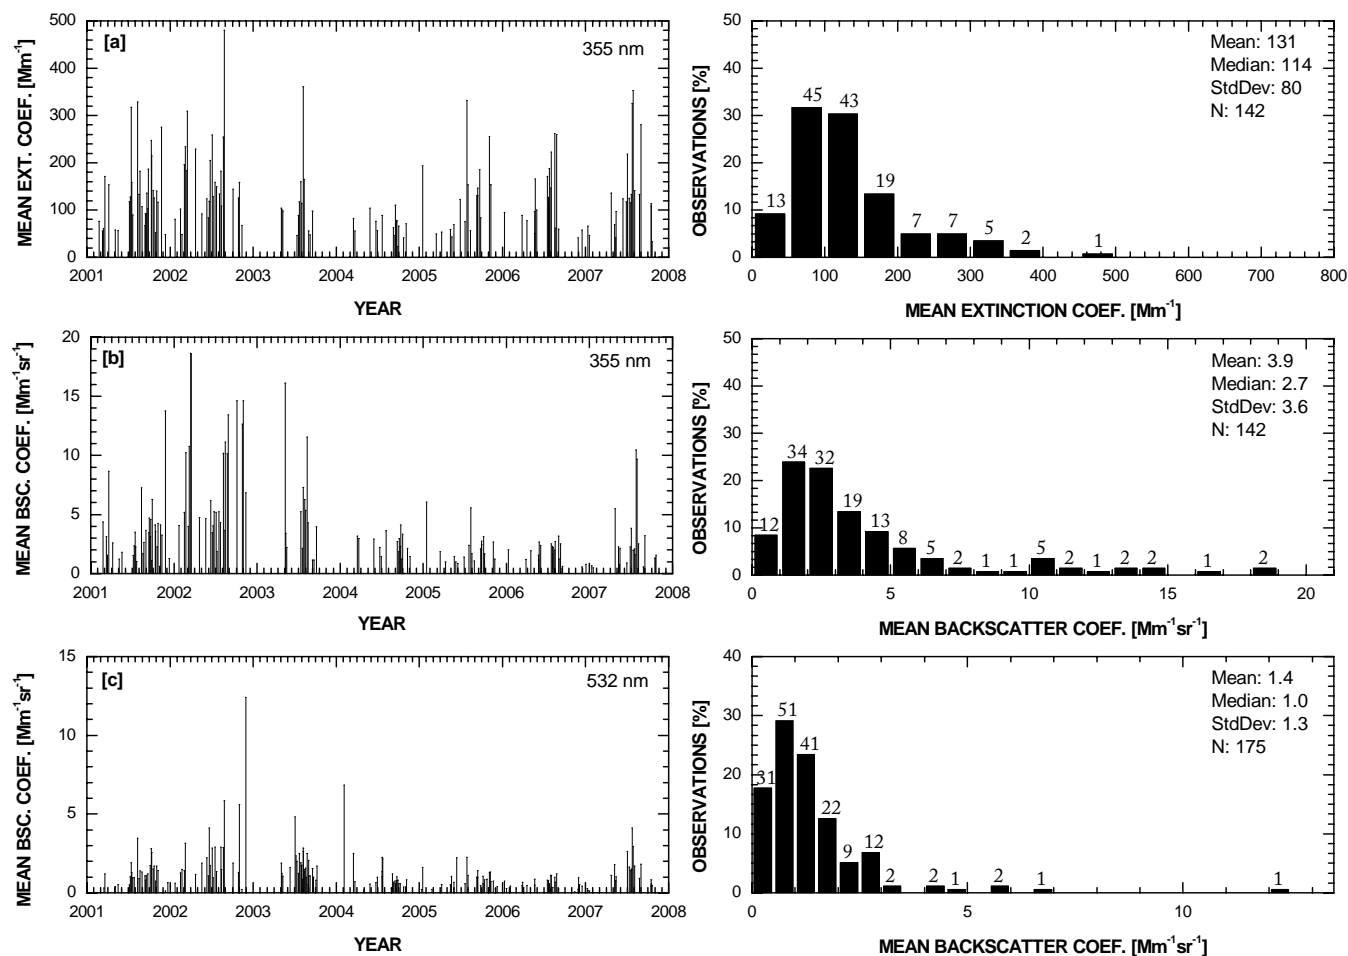 [a]
355 nm
MEAN EXT. COEF. [Mm⁻¹]
500
400
300
200
100
0
2001 2002 2003 2004 2005 2006 2007 2008
YEAR
OBSERVATIONS [%]
50
40
30
20
10
0
Mean: 131
Median: 114
StdDev: 80
N: 142
13 45 43 19 7 7 5 2 1
0 100 200 300 400 500 600 700 800
MEAN EXTINCTION COEF. [Mm⁻¹]
[b]
355 nm
MEAN BSC. COEF. [Mm⁻¹sr⁻¹]
20
15
10
5
0
2001 2002 2003 2004 2005 2006 2007 2008
YEAR
OBSERVATIONS [%]
50
40
30
20
10
0
Mean: 3.9
Median: 2.7
StdDev: 3.6
N: 142
12 34 32 19 13 8 5 2 1 1 5 2 1 2 2 1 2
0 5 10 15 20
MEAN BACKSCATTER COEF. [Mm⁻¹sr⁻¹]
[c]
532 nm
MEAN BSC. COEF. [Mm⁻¹sr⁻¹]
15
10
5
0
2001 2002 2003 2004 2005 2006 2007 2008
YEAR
OBSERVATIONS [%]
40
30
20
10
0
Mean: 1.4
Median: 1.0
StdDev: 1.3
N: 175
31 51 41 22 9 12 2 2 1 2 1 1
0 5 10
MEAN BACKSCATTER COEF. [Mm⁻¹sr⁻¹]